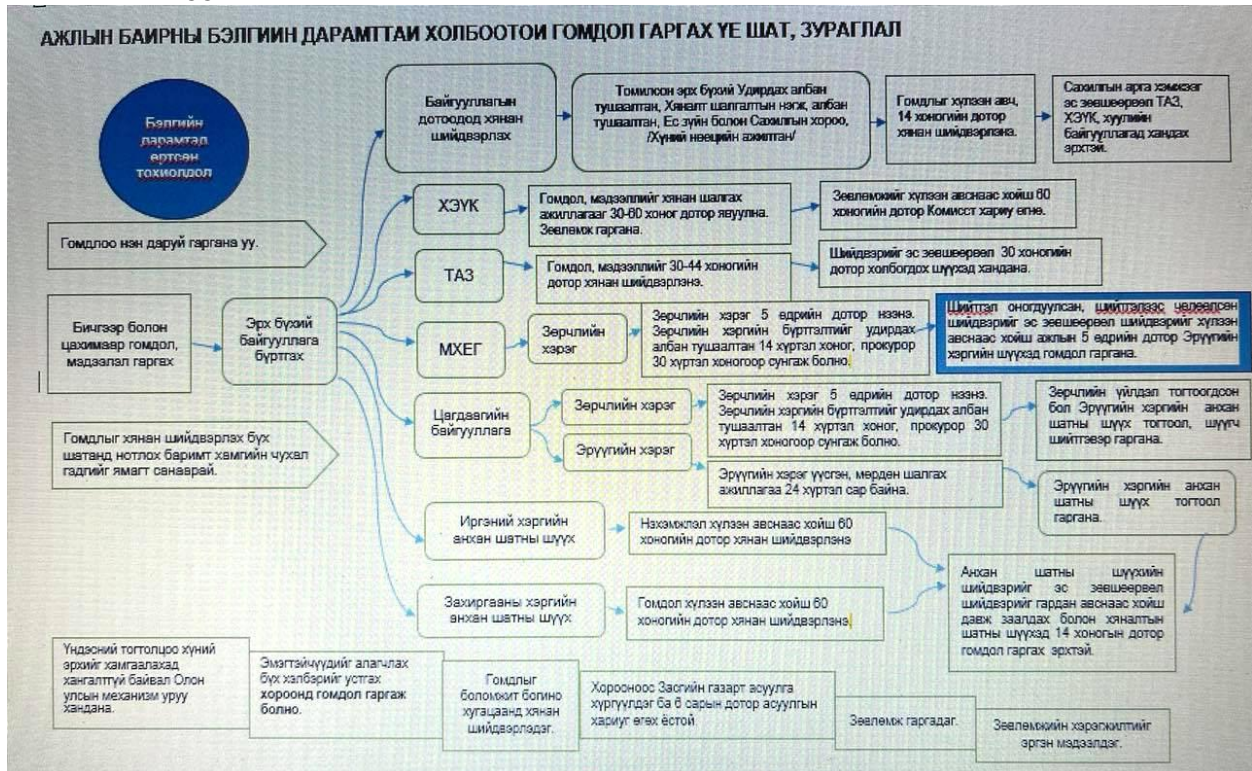 АЖЛЫН БАЙРНЫ БЭЛГИЙН ДАРАМТТАЙ ХОЛБООТОЙ ГОМДОЛ ГАРГАХ ҮЕ ШАТ, ЗУРАГЛАЛ
Бэлгийн
дарамтад
өртсөн
тохиолдол
Гомдлоо нэн даруй гаргана уу.
Бичгээр болон
цахимаар гомдол,
мэдээлэл гаргах
Эрх бүхий
байгууллага
бүртгэх
Гомдлыг хянан шийдвэрлэх бүх
шатанд нотлох баримт хамгийн чухал
гэдгийг ямагт санаарай.
Байгууллагын
дотоодод хянан
шийдвэрлэх
Томилсон эрх бүхий Удирдах албан
тушаалтан, Хяналт шалгалтын нэгж, албан
тушаалтан, Ёс зүйн болон Сахилгын хороо,
/Хүний нөөцийн ажилтан/
Гомдлыг хүлээн авч,
14 хоногийн дотор
хянан шийдвэрлэнэ.
Сахилгын арга хэмжээг
эс зөвшөөрвөл ТАЗ,
ХЭҮК, хуулийн
байгууллагад хандах
эрхтэй.
ХЭҮК
Гомдол, мэдээллийг хянан шалгах
ажиллагааг 30-60 хоног дотор явуулна.
Зөвлөмж гаргана.
Зөвлөмжийг хүлээн авснаас хойш 60
хоногийн дотор Комисст хариу өгнө.
ТАЗ
Гомдол, мэдээллийг 30-44 хоногийн
дотор хянан шийдвэрлэнэ.
Шийдвэрийг эс зөвшөөрвөл 30 хоногийн
дотор холбогдох шүүхэд хандана.
МХЕГ
Зөрчлийн
хэрэг
Зөрчлийн хэрэг 5 өдрийн дотор нээнэ.
Зөрчлийн хэргийн бүртгэлтийг удирдах
албан тушаалтан 14 хүртэл хоног, прокурор
30 хүртэл хоногоор сунгаж болно.
Шийтгэл оногдуулсан, шийтгэлээс чөлөөлсөн
шийдвэрийг эс зөвшөөрвөл шийдвэрийг хүлээн
авснаас хойш ажлын 5 өдрийн дотор Эрүүгийн
хэргийн шүүхэд гомдол гаргана.
Цагдаагийн
байгууллага
Зөрчлийн хэрэг
Зөрчлийн хэрэг 5 өдрийн дотор нээнэ.
Зөрчлийн хэргийн бүртгэлтийг удирдах албан
тушаалтан 14 хүртэл хоног, прокурор 30
хүртэл хоногоор сунгаж болно.
Зөрчлийн үйлдэл тогтоогдсон
бол Эрүүгийн хэргийн анхан
шатны шүүх тогтоол, шүүгч
шийтгэвэр гаргана.
Эрүүгийн хэрэг
Эрүүгийн хэрэг үүсгэн, мөрдөн шалгах
ажиллагаа 24 хүртэл сар байна.
Эрүүгийн хэргийн анхан
шатны шүүх тогтоол
гаргана.
Иргэний хэргийн
анхан шатны шүүх
Нэхэмжлэл хүлээн авснаас хойш 60
хоногийн дотор хянан шийдвэрлэнэ
Захиргааны хэргийн
анхан шатны шүүх
Гомдол хүлээн авснаас хойш 60
хоногийн дотор хянан шийдвэрлэнэ.
Анхан шатны шүүхийн
шийдвэрийг эс зөвшөөрвөл
шийдвэрийг гардан авснаас хойш
давж заалдах болон хяналтын
шатны шүүхэд 14 хоногын дотор
гомдол гаргах эрхтэй.
Үндэсний тогтолцоо хүний
эрхийг хамгаалахад
хангалтгүй байвал Олон
улсын механизм уруу
хандана.
Эмэгтэйчүүдийг алагчлах
бүх хэлбэрийг устгах
хороонд гомдол гаргаж
болно.
Гомдлыг
боломжит богино
хугацаанд хянан
шийдвэрлэдэг.
Хорооноос Засгийн газарт асуулга
хүргүүлдэг ба 6 сарын дотор асуулгын
хариуг өгөх ёстой.
Зөвлөмж гаргадаг.
Зөвлөмжийн хэрэгжилтийг
эргэн мэдээлдэг.